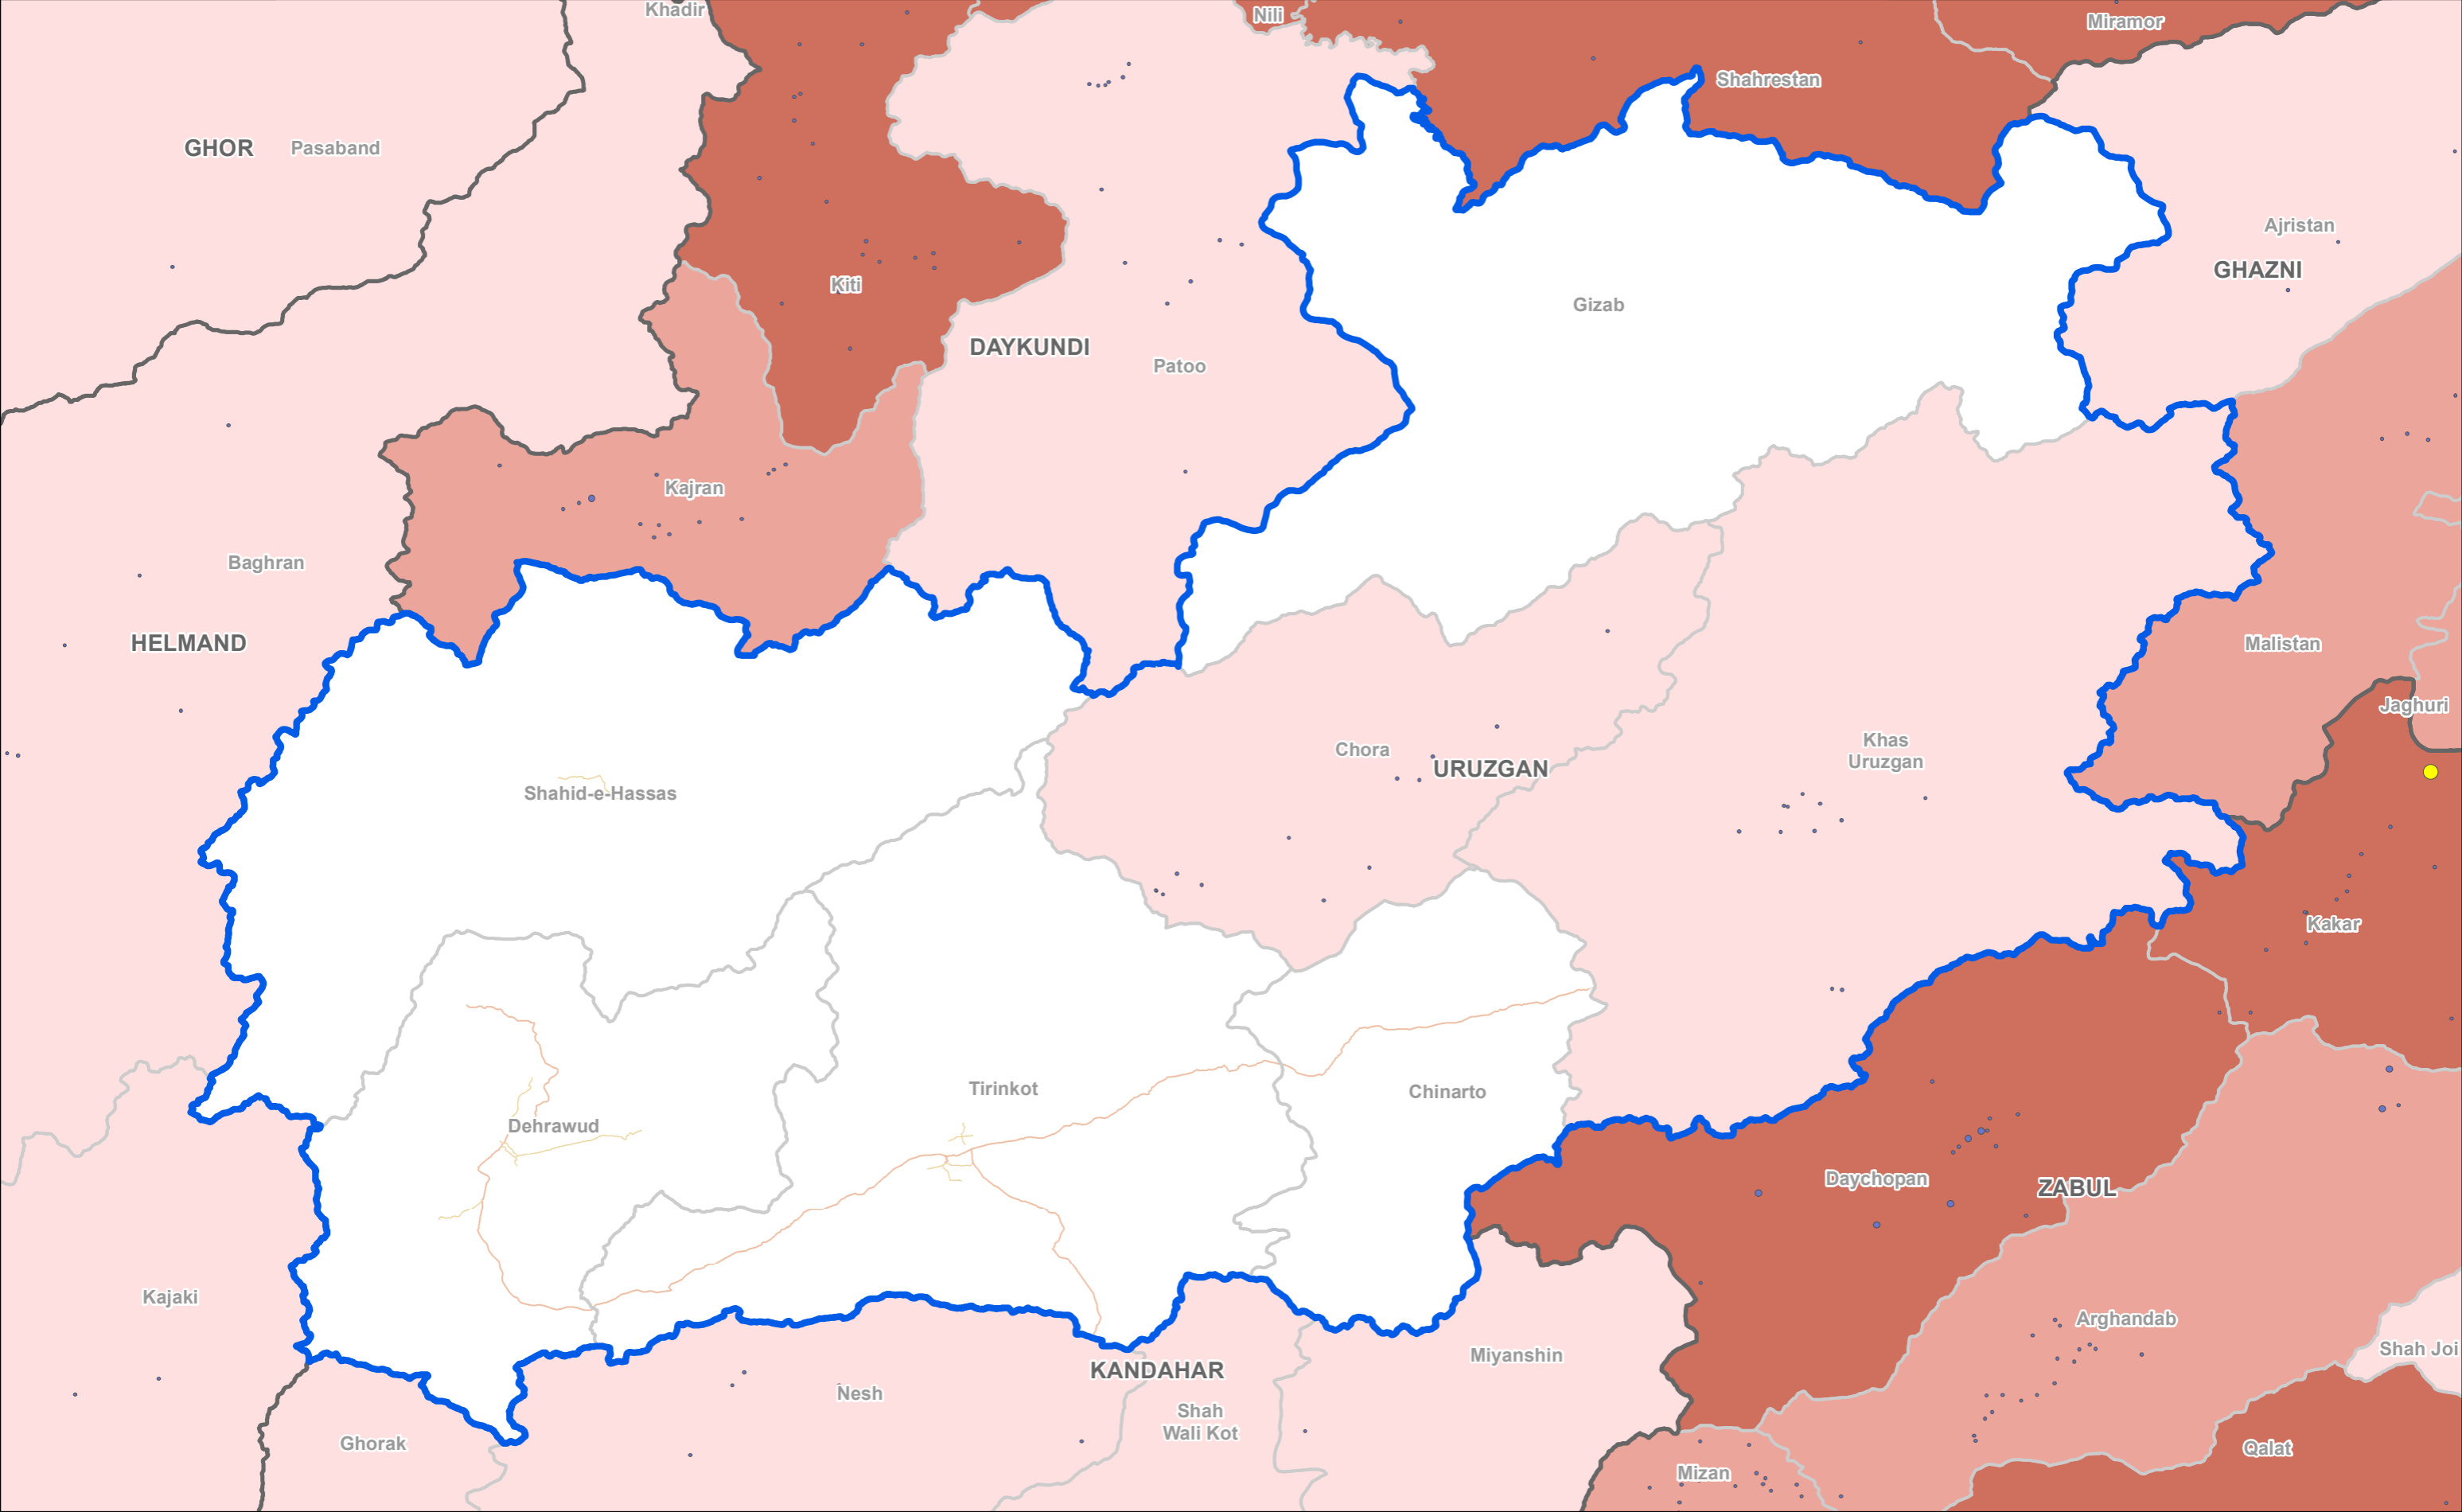 Khadir
Nili
Miramor
Shahrestan
GHOR
Pasaband
Ajristan
GHAZNI
Kiti
Gizab
DAYKUNDI
Patoo
Kajran
Baghran
HELMAND
Malistan
Jaghuri
Chora
URUZGAN
Khas
Uruzgan
Shahid-e-Hassas
Kakar
Tirinkot
Chinarto
Dehrawud
Daychopan
ZABUL
Kajaki
Arghandab
Shah Joi
Miyanshin
KANDAHAR
Nesh
Shah
Wali Kot
Ghorak
Qalat
Mizan